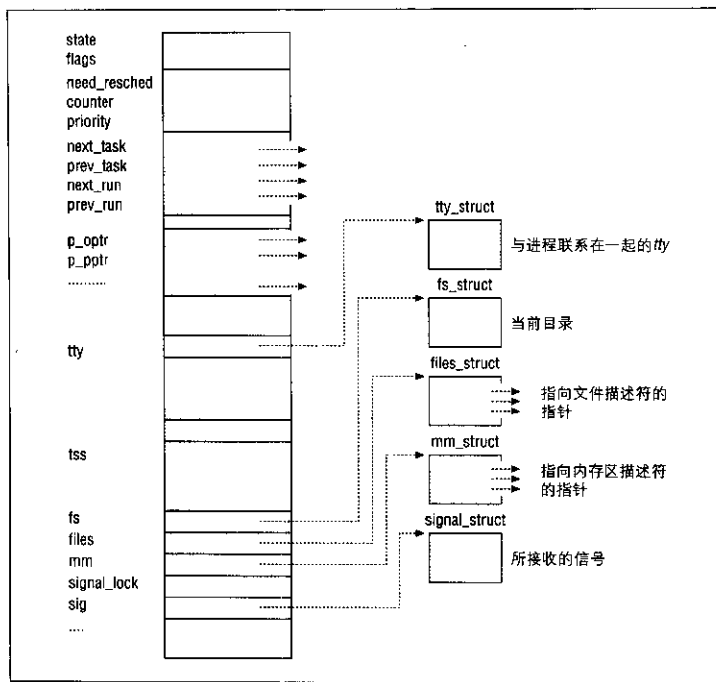 state
flags
need_resched
counter
priority
next_task
prev_task
next_run
prev_run
p_optr
p_pptr
..........
tty
tss
fs
files
mm
signal_lock
sig
....
tty_struct
与进程联系在一起的tty
fs_struct
当前目录
files_struct
指向文件描述符的
指针
mm_struct
指向内存区描述符
的指针
signal_struct
所接收的信号